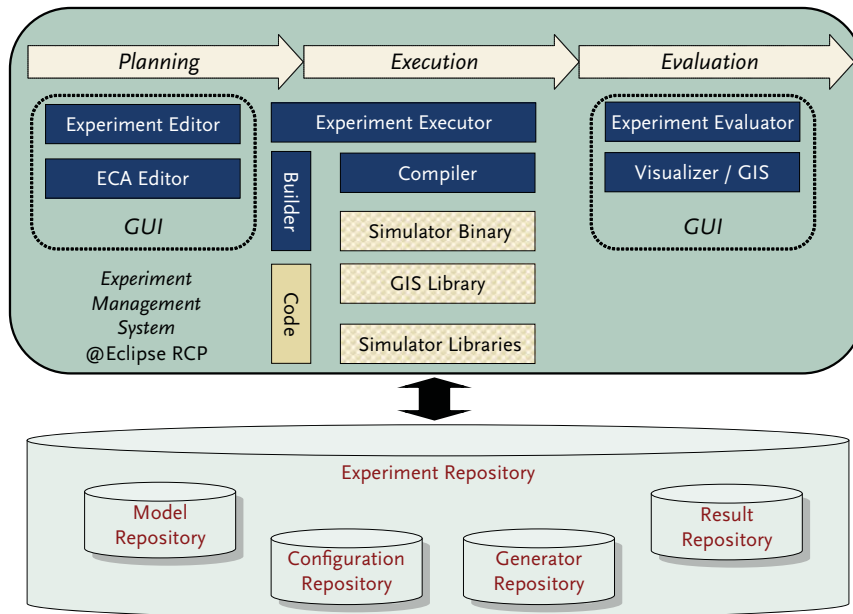 Planning
Execution
Evaluation
Experiment Editor
ECA Editor
GUI
Experiment
Management
System
@Eclipse RCP
Experiment Executor
Builder
Compiler
Simulator Binary
Code
GIS Library
Simulator Libraries
Experiment Evaluator
Visualizer / GIS
GUI
Experiment Repository
Model
Repository
Configuration
Repository
Generator
Repository
Result
Repository